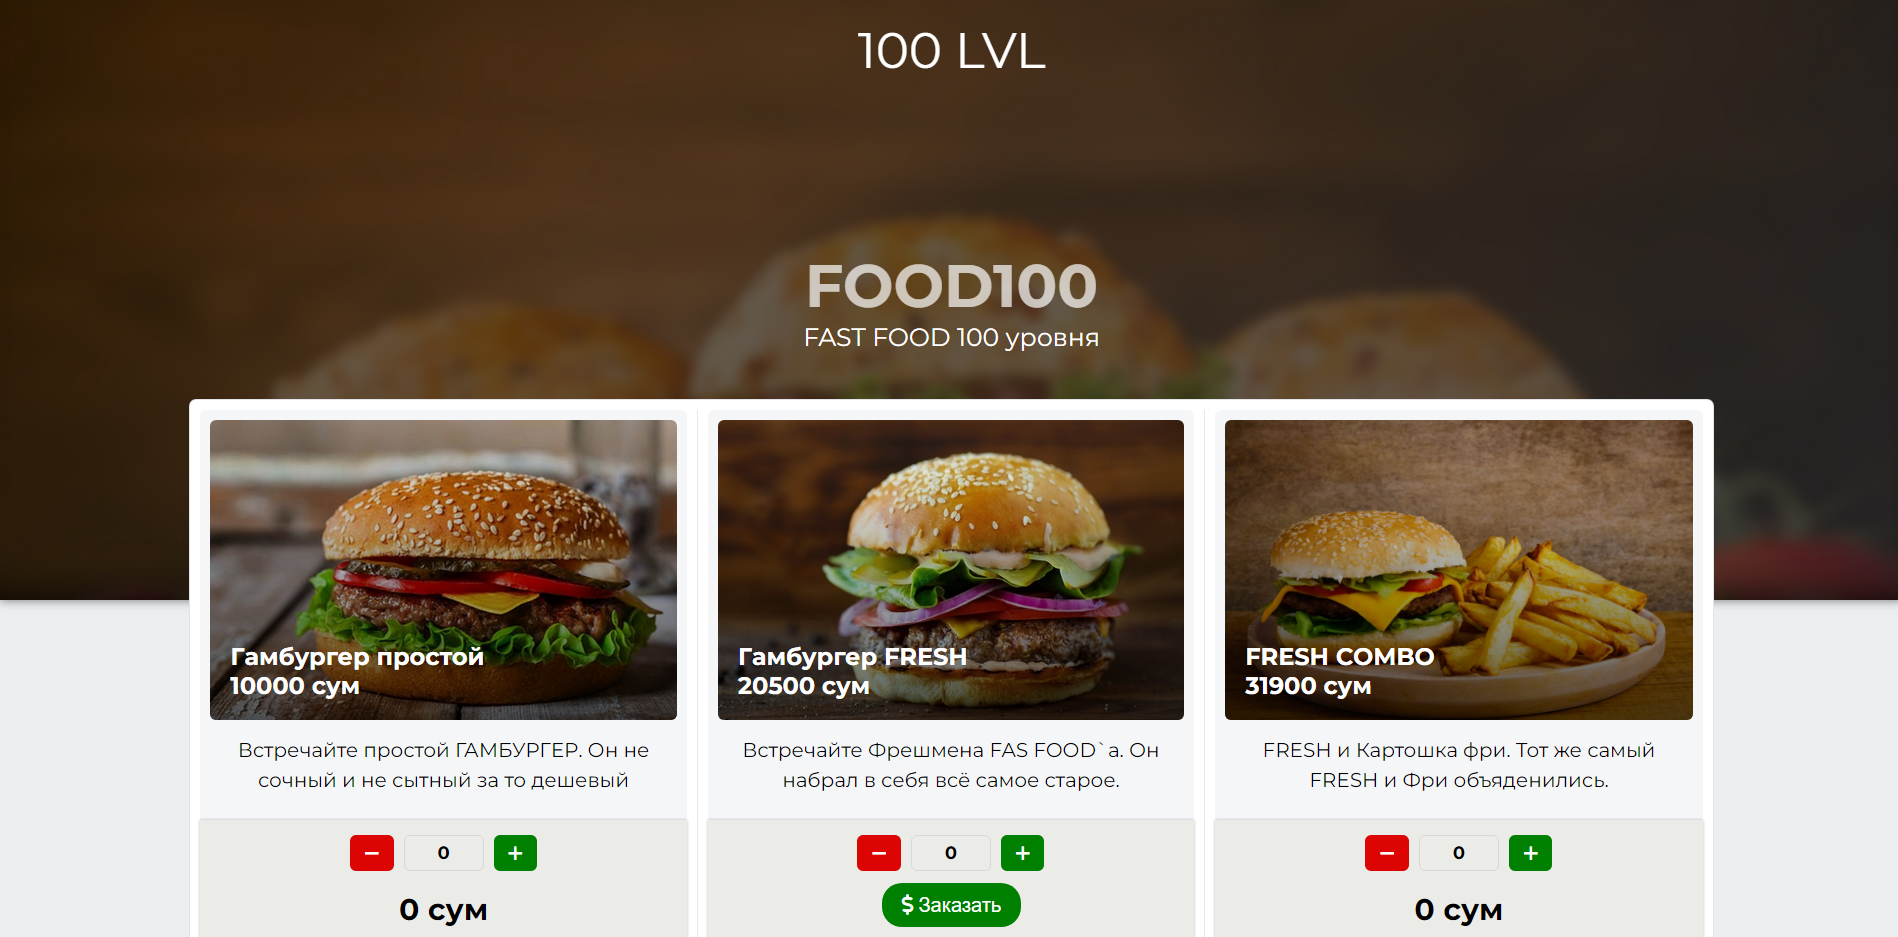 100 LVL
FOOD100
FAST FOOD 100 уровня
Гамбургер простой
10000 сум
Встречайте простой ГАМБУРГЕР. Он не
сочный и не сытный за то дешевый
− 0 +
0 сум
Гамбургер FRESH
20500 сум
Встречайте Фрешмена FAS FOOD`а. Он
набрал в себя всё самое старое.
− 0 +
$ Заказать
FRESH COMBO
31900 сум
FRESH и Картошка фри. Тот же самый
FRESH и Фри объяденились.
− 0 +
0 сум